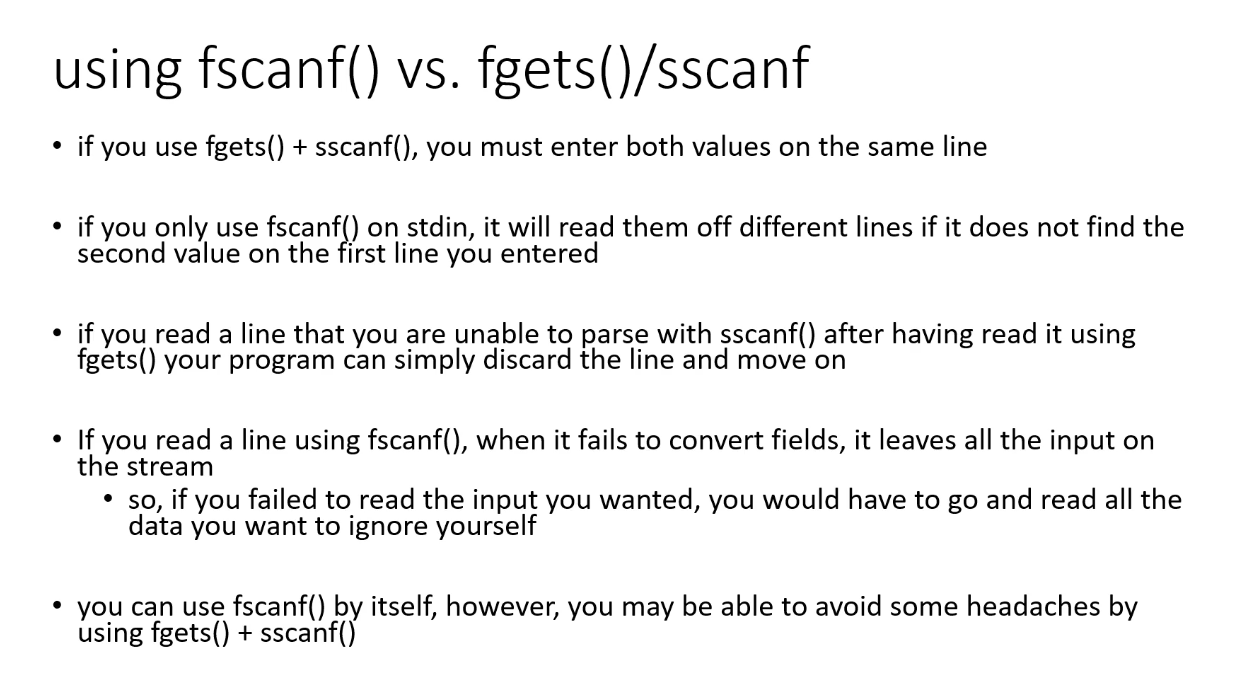 using fscanf() vs. fgets()/sscanf
• if you use fgets() + sscanf(), you must enter both values on the same line
• if you only use fscanf() on stdin, it will read them off different lines if it does not find the
second value on the first line you entered
• if you read a line that you are unable to parse with sscanf() after having read it using
fgets() your program can simply discard the line and move on
• If you read a line using fscanf(), when it fails to convert fields, it leaves all the input on
the stream
• so, if you failed to read the input you wanted, you would have to go and read all the
data you want to ignore yourself
• you can use fscanf() by itself, however, you may be able to avoid some headaches by
using fgets() + sscanf()